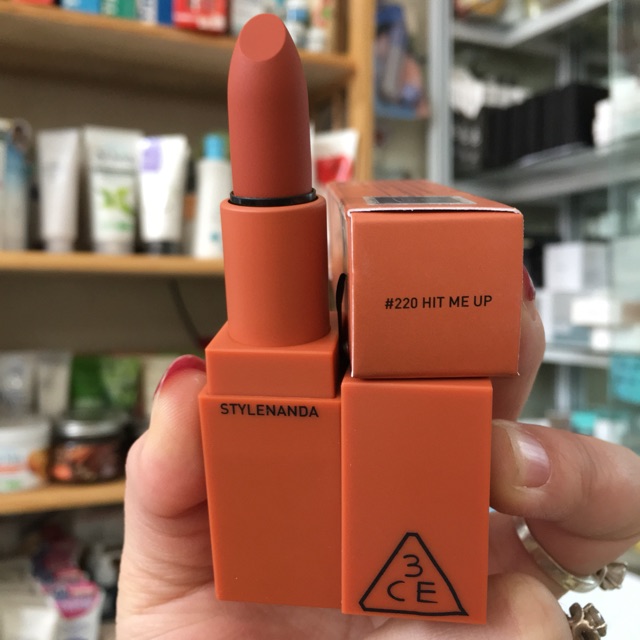 #220 HIT ME UP
STYLENANDA
3
CE